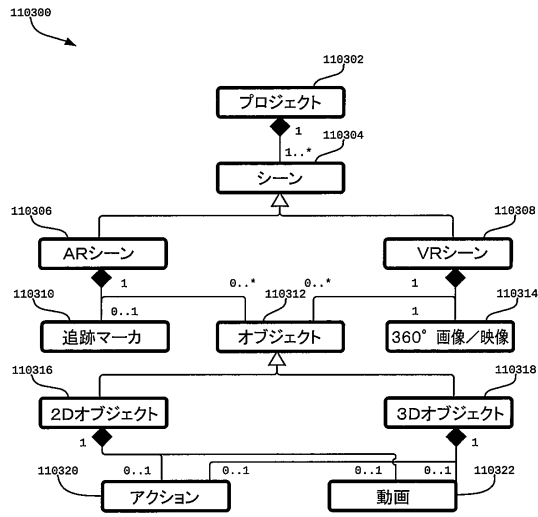 110300
110302
プロジェクト
1
110304
1..*
シーン
110306
110308
ARシーン
VRシーン
1
0..*
0..*
1
110310
110312
110314
0..1
1
追跡マーカ
オブジェクト
360° 画像／映像
110316
110318
2Dオブジェクト
3Dオブジェクト
1
1
110320
0..1
0..1
0..1
0..1
110322
アクション
動画